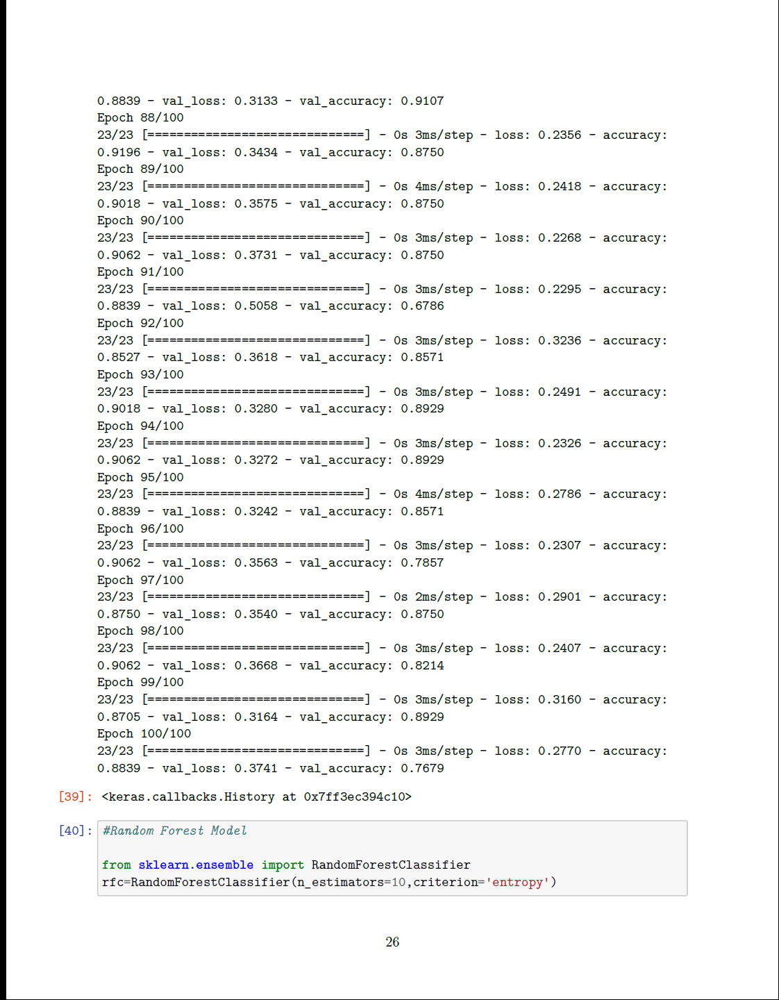 0.8839 - val_loss: 0.3133 - val_accuracy: 0.9107
Epoch 88/100
23/23 [==============================] - 0s 3ms/step - loss: 0.2356 - accuracy:
0.9196 - val_loss: 0.3434 - val_accuracy: 0.8750
Epoch 89/100
23/23 [==============================] - 0s 4ms/step - loss: 0.2418 - accuracy:
0.9018 - val_loss: 0.3575 - val_accuracy: 0.8750
Epoch 90/100
23/23 [==============================] - 0s 3ms/step - loss: 0.2268 - accuracy:
0.9062 - val_loss: 0.3731 - val_accuracy: 0.8750
Epoch 91/100
23/23 [==============================] - 0s 3ms/step - loss: 0.2295 - accuracy:
0.8839 - val_loss: 0.5058 - val_accuracy: 0.6786
Epoch 92/100
23/23 [==============================] - 0s 3ms/step - loss: 0.3236 - accuracy:
0.8527 - val_loss: 0.3618 - val_accuracy: 0.8571
Epoch 93/100
23/23 [==============================] - 0s 3ms/step - loss: 0.2491 - accuracy:
0.9018 - val_loss: 0.3280 - val_accuracy: 0.8929
Epoch 94/100
23/23 [==============================] - 0s 3ms/step - loss: 0.2326 - accuracy:
0.9062 - val_loss: 0.3272 - val_accuracy: 0.8929
Epoch 95/100
23/23 [==============================] - 0s 4ms/step - loss: 0.2786 - accuracy:
0.8839 - val_loss: 0.3242 - val_accuracy: 0.8571
Epoch 96/100
23/23 [==============================] - 0s 3ms/step - loss: 0.2307 - accuracy:
0.9062 - val_loss: 0.3563 - val_accuracy: 0.7857
Epoch 97/100
23/23 [==============================] - 0s 2ms/step - loss: 0.2901 - accuracy:
0.8750 - val_loss: 0.3540 - val_accuracy: 0.8750
Epoch 98/100
23/23 [==============================] - 0s 3ms/step - loss: 0.2407 - accuracy:
0.9062 - val_loss: 0.3668 - val_accuracy: 0.8214
Epoch 99/100
23/23 [==============================] - 0s 3ms/step - loss: 0.3160 - accuracy:
0.8705 - val_loss: 0.3164 - val_accuracy: 0.8929
Epoch 100/100
23/23 [==============================] - 0s 3ms/step - loss: 0.2770 - accuracy:
0.8839 - val_loss: 0.3741 - val_accuracy: 0.7679
[39]: <keras.callbacks.History at 0x7ff3ec394c10>
[40]: #Random Forest Model
from sklearn.ensemble import RandomForestClassifier
rfc=RandomForestClassifier(n_estimators=10,criterion='entropy')
26